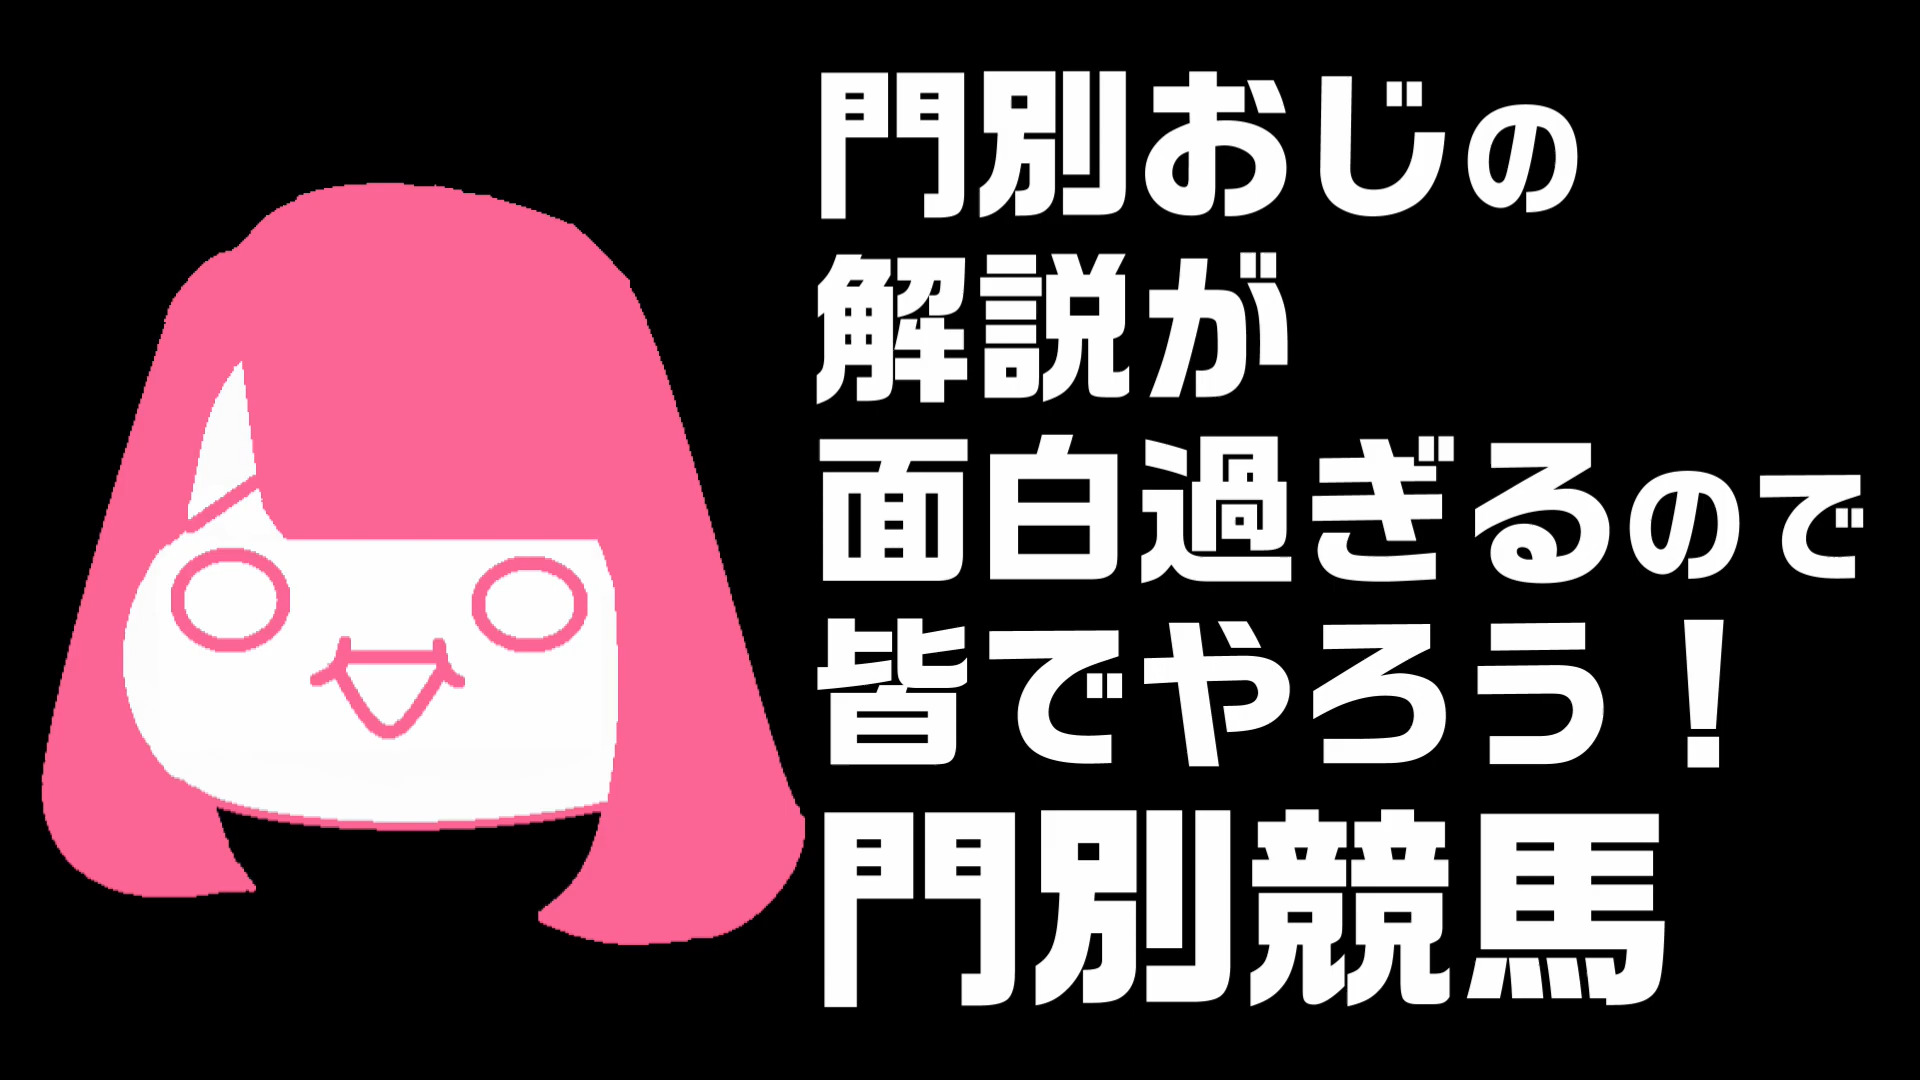 門別おじの
解説が
面白過ぎるので
皆でやろう！
門別競馬